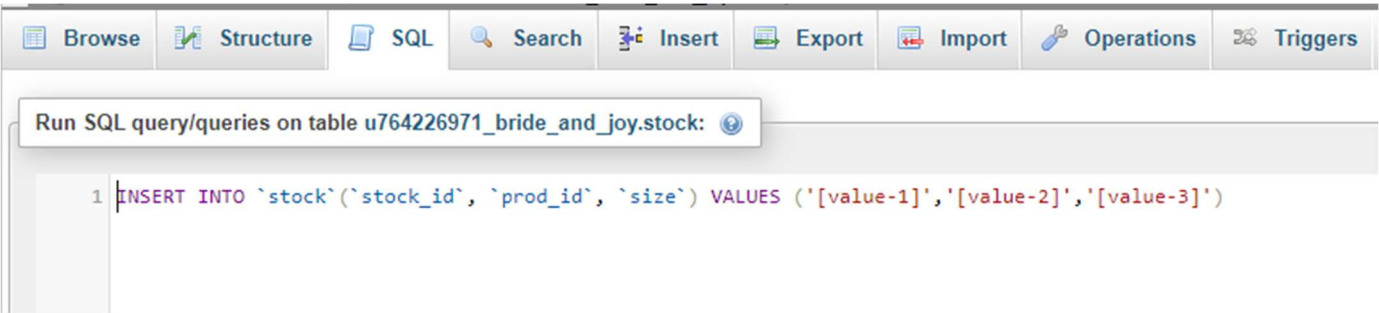 Browse Structure SQL Search Insert Export Import Operations Triggers
Run SQL query/queries on table u764226971_bride_and_joy.stock:
1 INSERT INTO `stock`(`stock_id`, `prod_id`, `size`) VALUES ('[value-1]','[value-2]','[value-3]')